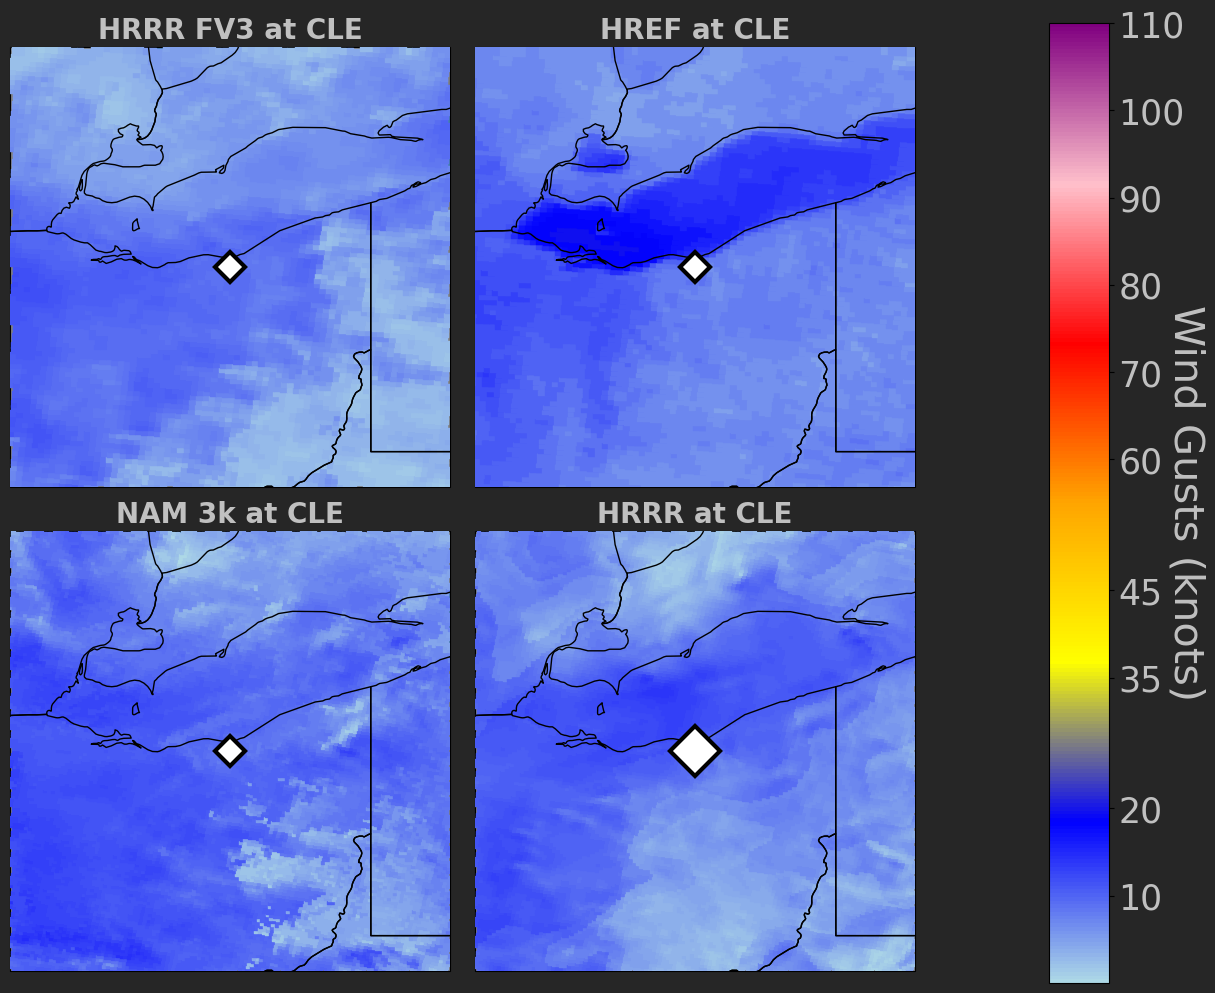 HRRR FV3 at CLE
HREF at CLE
NAM 3k at CLE
HRRR at CLE
110
100
90
80
70
60
45
35
20
10
Wind Gusts (knots)